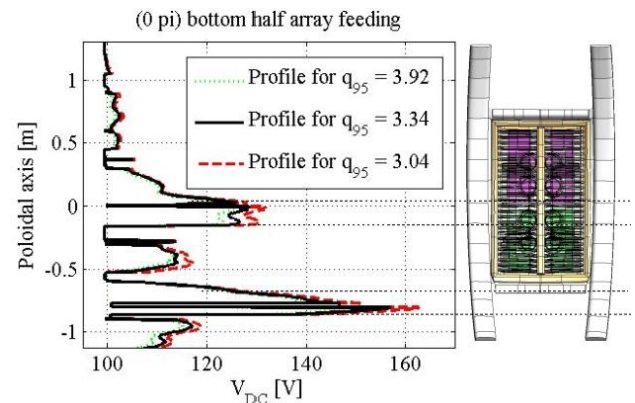 (0 pi) bottom half array feeding
Profile for q95 = 3.92
Profile for q95 = 3.34
Profile for q95 = 3.04
Poloidal axis [m]
1
0.5
0
-0.5
-1
100
120
140
160
VDC [V]